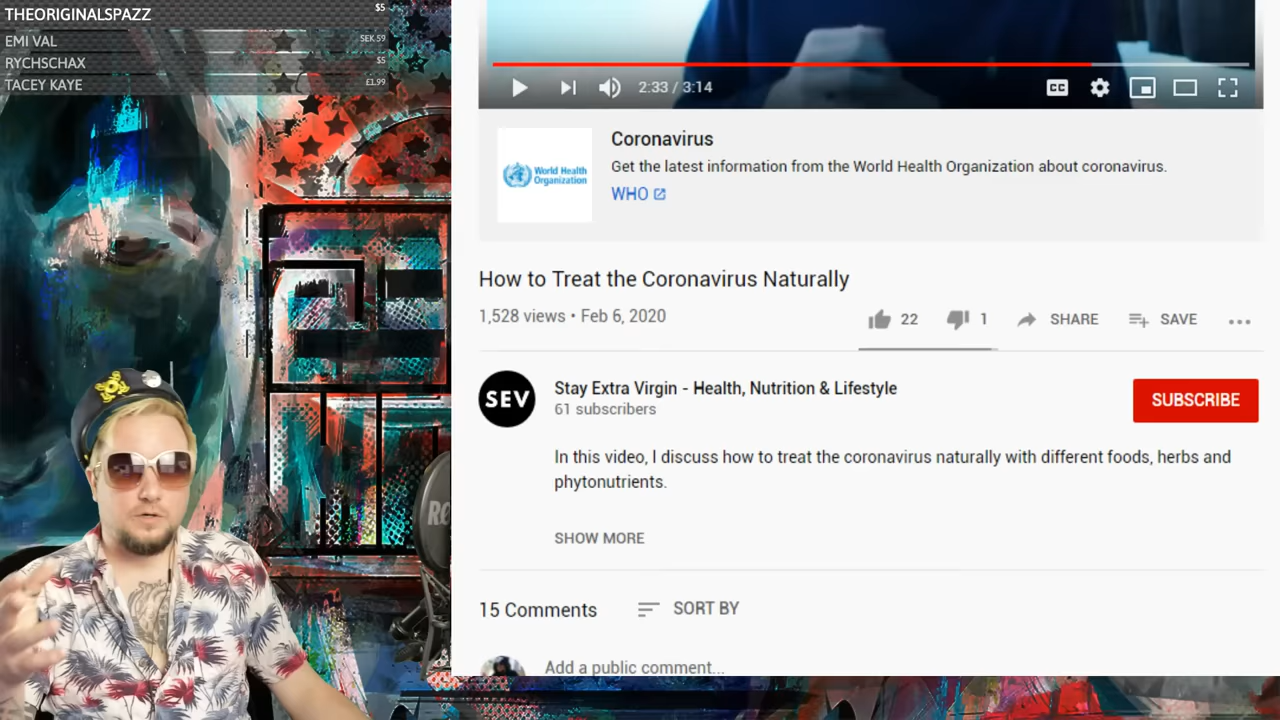 THEORIGINALSPAZZ $5
EMI VAL SEK 59
RYCHSCHAX $5
TACEY KAYE £1.99
2:33 / 3:14
CC
Coronavirus
World Health
Organization
Get the latest information from the World Health Organization about coronavirus.
WHO
How to Treat the Coronavirus Naturally
1,528 views • Feb 6, 2020
22
1
SHARE
SAVE
SEV
Stay Extra Virgin - Health, Nutrition & Lifestyle
61 subscribers
SUBSCRIBE
In this video, I discuss how to treat the coronavirus naturally with different foods, herbs and
phytonutrients.
SHOW MORE
15 Comments
SORT BY
Add a public comment...